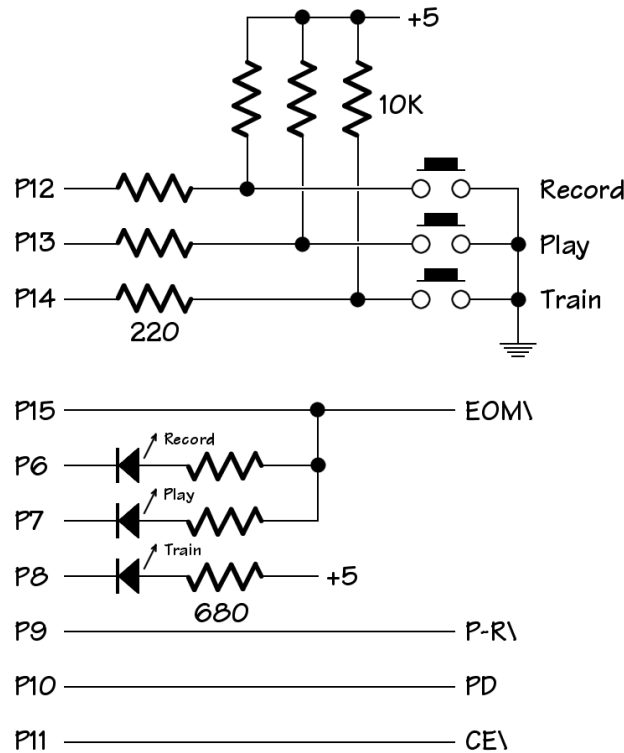 +5
10K
P12 Record
P13 Play
P14 Train
220
P15 EOM\
Record
P6
Play
P7
Train
P8 +5
680
P9 P-R\
P10 PD
P11 CE\